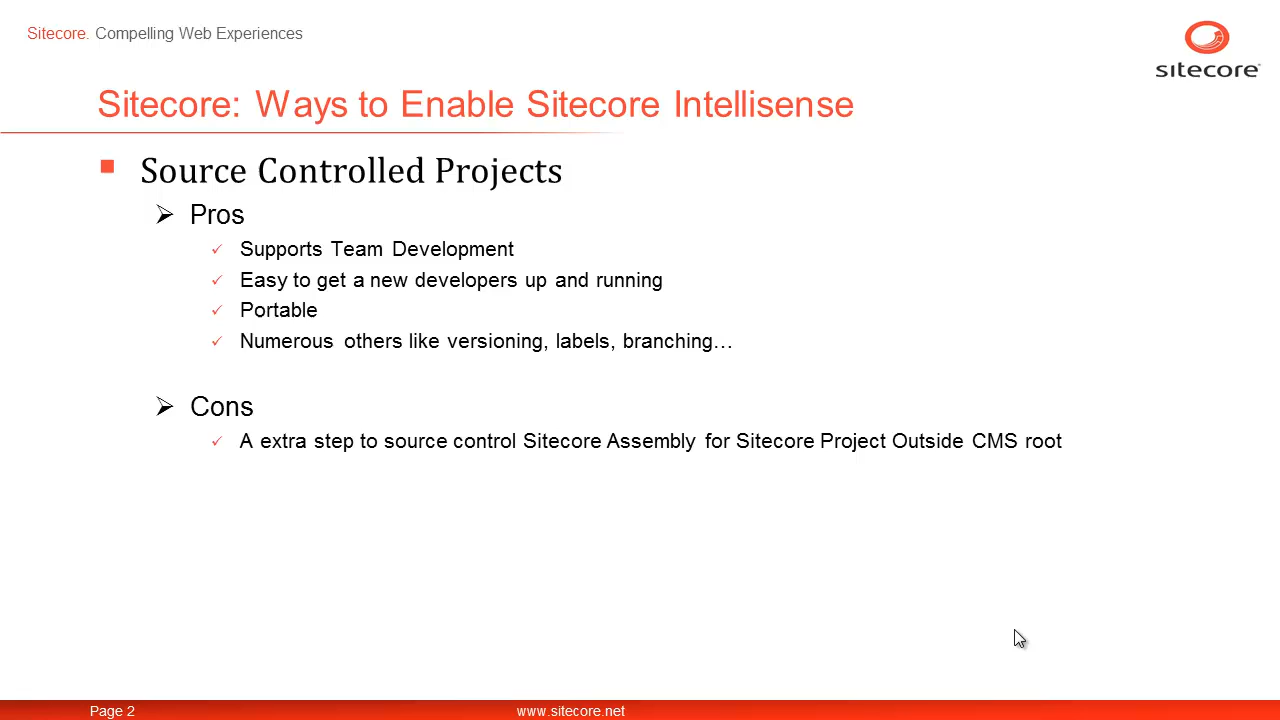 Sitecore. Compelling Web Experiences
sitecore
Sitecore: Ways to Enable Sitecore Intellisense
Source Controlled Projects
Pros
Supports Team Development
Easy to get a new developers up and running
Portable
Numerous others like versioning, labels, branching…
Cons
A extra step to source control Sitecore Assembly for Sitecore Project Outside CMS root
Page 2
www.sitecore.net